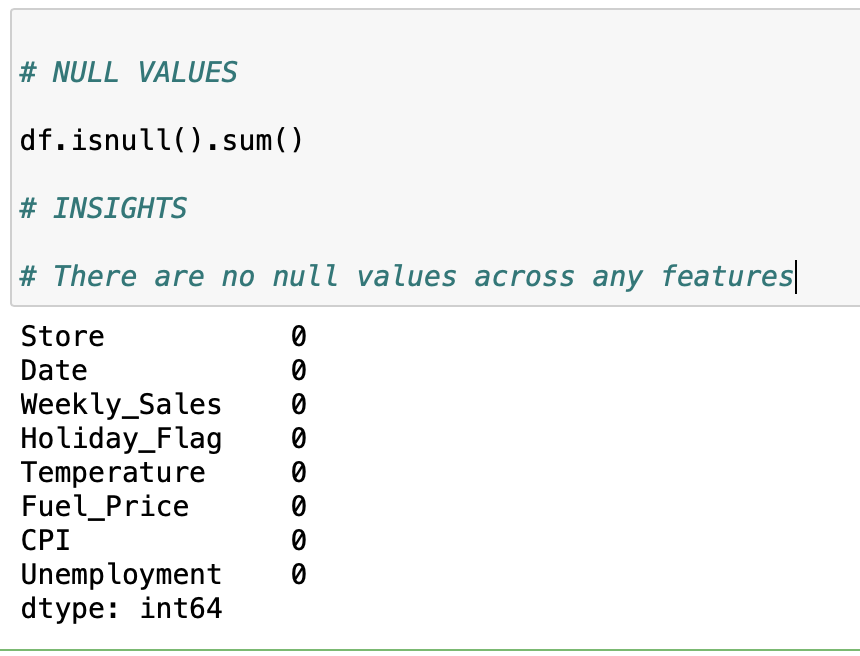 # NULL VALUES
df.isnull().sum()
# INSIGHTS
# There are no null values across any features
Store 0
Date 0
Weekly_Sales 0
Holiday_Flag 0
Temperature 0
Fuel_Price 0
CPI 0
Unemployment 0
dtype: int64